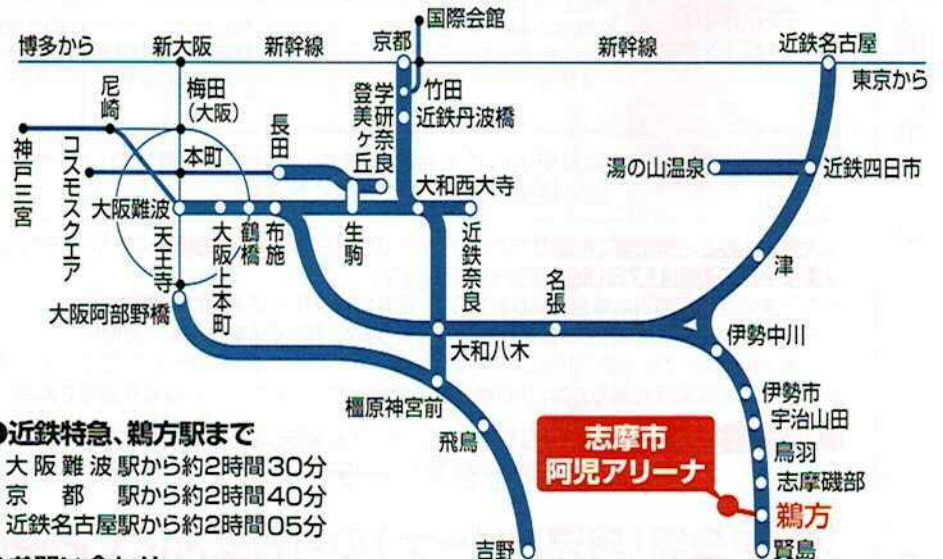 国際会館
博多から
新大阪
新幹線
京都
新幹線
近鉄名古屋
東京から
尼崎
梅田
(大阪)
長田
学研奈良
登美ヶ丘
竹田
近鉄丹波橋
神戸三宮
コスモスクエア
本町
大和西大寺
湯の山温泉
近鉄四日市
大阪難波
天王寺
大阪上本町
鶴橋
布施
生駒
近鉄奈良
名張
津
大阪阿部野橋
大和八木
伊勢中川
橿原神宮前
飛鳥
吉野
伊勢市
宇治山田
鳥羽
志摩磯部
鵜方
賢島
志摩市
阿児アリーナ
●近鉄特急、鵜方駅まで
大阪難波駅から約2時間30分
京都駅から約2時間40分
近鉄名古屋駅から約2時間05分